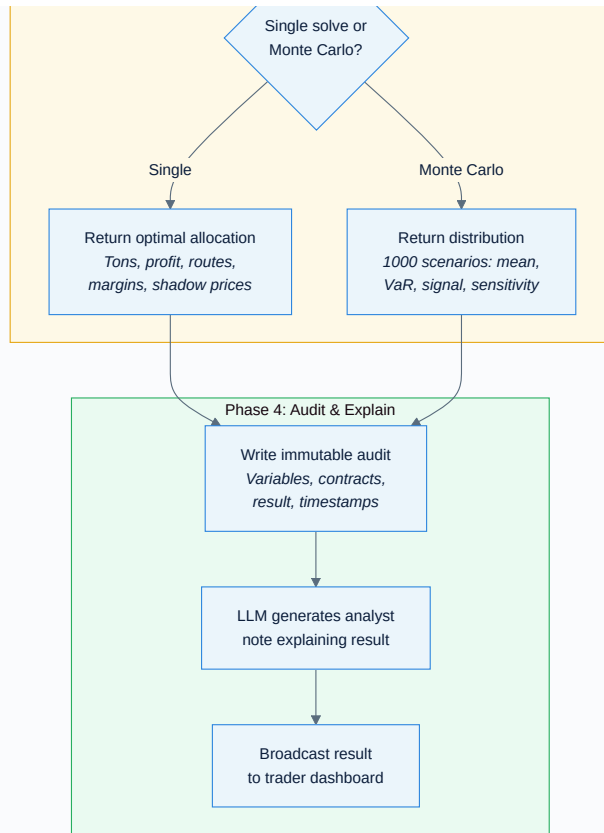 Single solve or
Monte Carlo?
Single
Monte Carlo
Return optimal allocation
Tons, profit, routes,
margins, shadow prices
Return distribution
1000 scenarios: mean,
VaR, signal, sensitivity
Phase 4: Audit & Explain
Write immutable audit
Variables, contracts,
result, timestamps
LLM generates analyst
note explaining result
Broadcast result
to trader dashboard